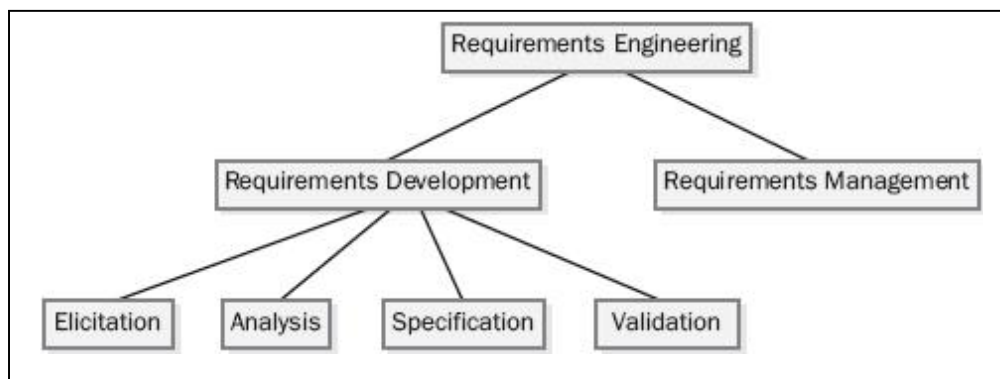 Requirements Engineering
Requirements Development
Requirements Management
Elicitation
Analysis
Specification
Validation